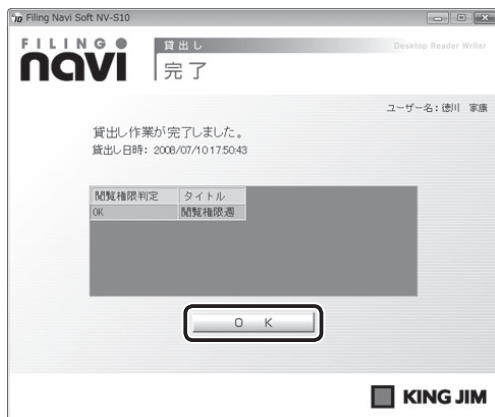 Filing Navi Soft NV-S10
FILING
navi
貸出し
完了
Desktop Reader Writer
ユーザー名：徳川　家康
貸出し作業が完了しました。
貸出し日時： 2008/07/10 17:50:43
閲覧権限判定 タイトル
OK 閲覧権限週
O K
KING JIM